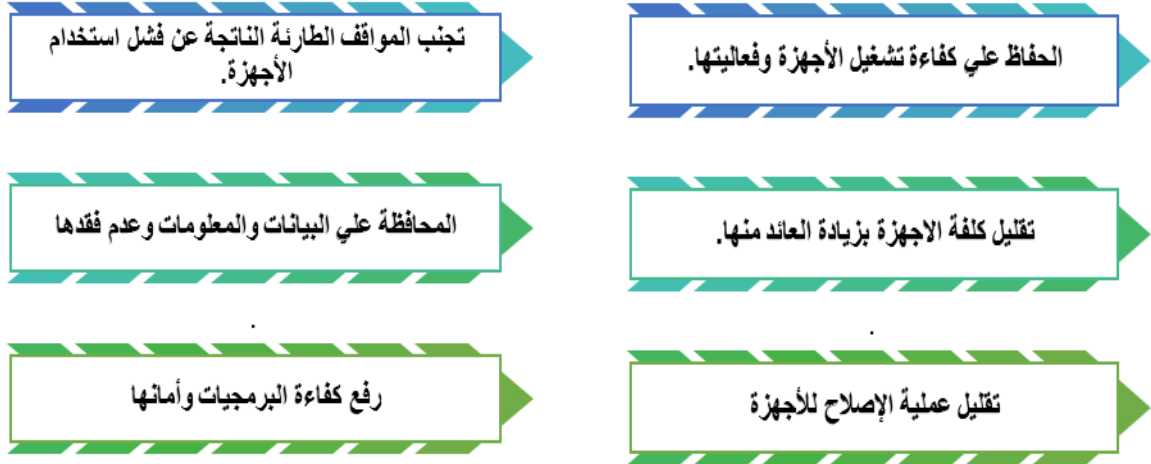 الحفاظ علي كفاءة تشغيل الأجهزة وفعاليتها.
تقليل كلفة الاجهزة بزيادة العائد منها.
.
تقليل عملية الإصلاح للأجهزة
تجنب المواقف الطارئة الناتجة عن فشل استخدام
الأجهزة.
المحافظة علي البيانات والمعلومات وعدم فقدها
.
رفع كفاءة البرمجيات وأمانها